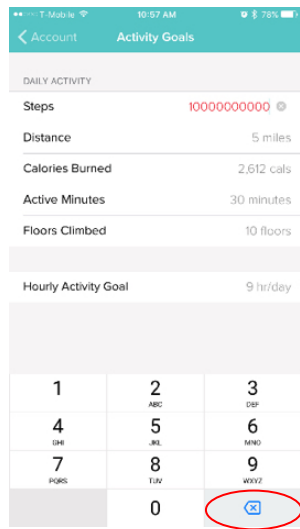 T-Mobile 10:57 AM 78%
Account Activity Goals
DAILY ACTIVITY
Steps 10000000000
Distance 5 miles
Calories Burned 2,612 cals
Active Minutes 30 minutes
Floors Climbed 10 floors
Hourly Activity Goal 9 hr/day
1 2 3
ABC DEF
4 5 6
GHI JKL MNO
7 8 9
PQRS TUV WXYZ
0